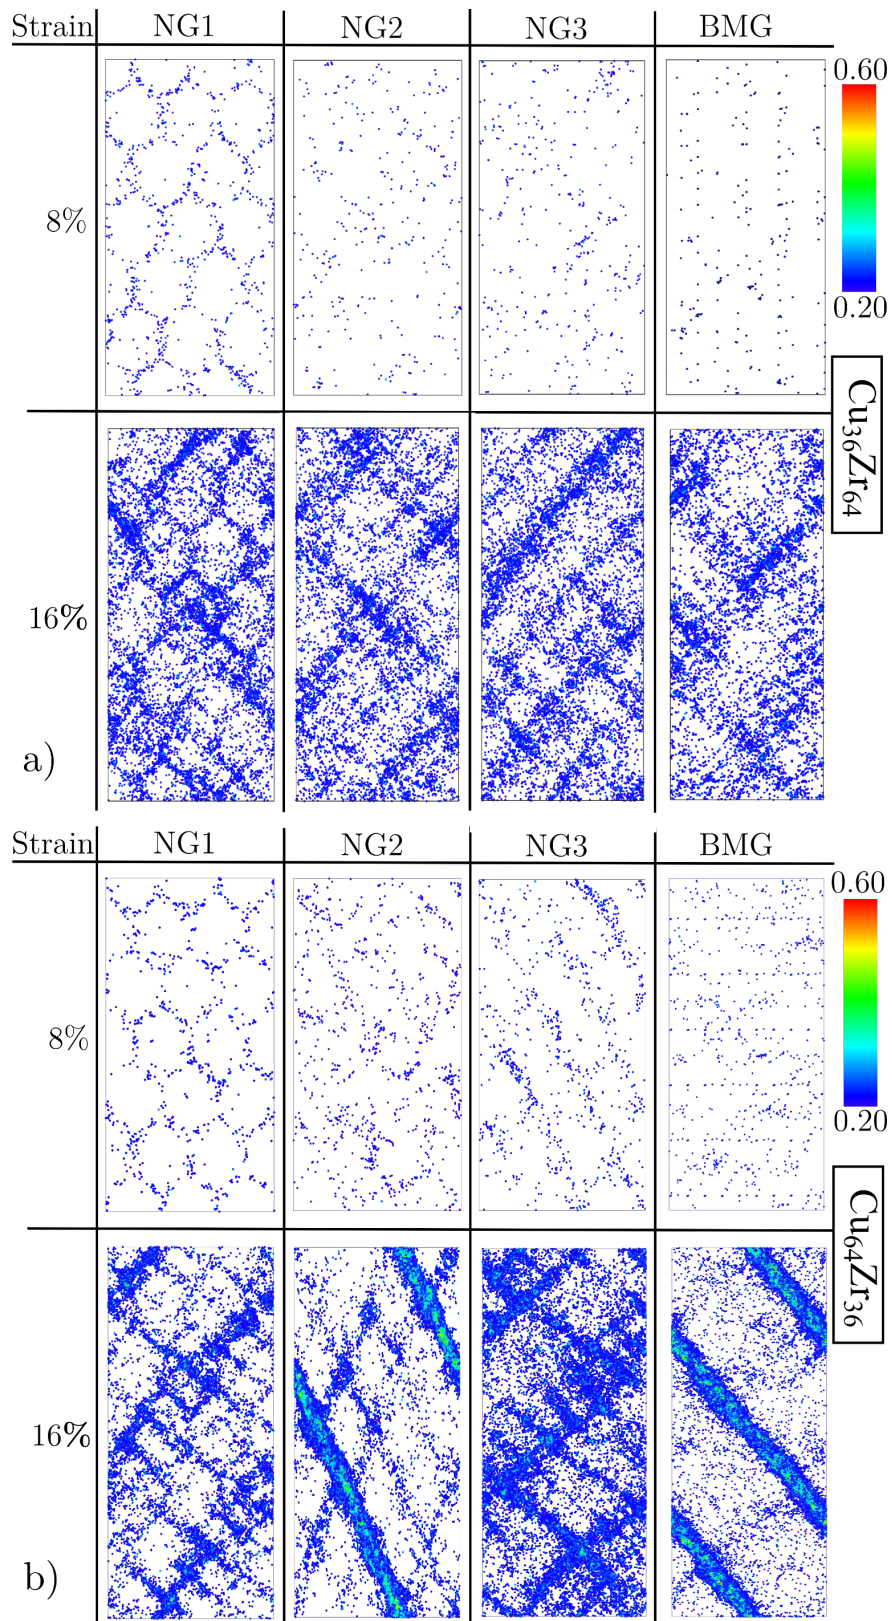 Strain NG1 NG2 NG3 BMG
0.60
8%
0.20
Cu36Zr64
16%
a)
Strain NG1 NG2 NG3 BMG
0.60
8%
0.20
Cu64Zr36
16%
b)